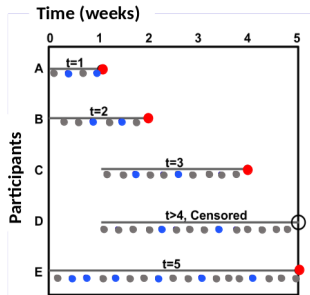 Time (weeks)
0 1 2 3 4 5
Participants
A t=1
B t=2
C t=3
D t>4, Censored
E t=5